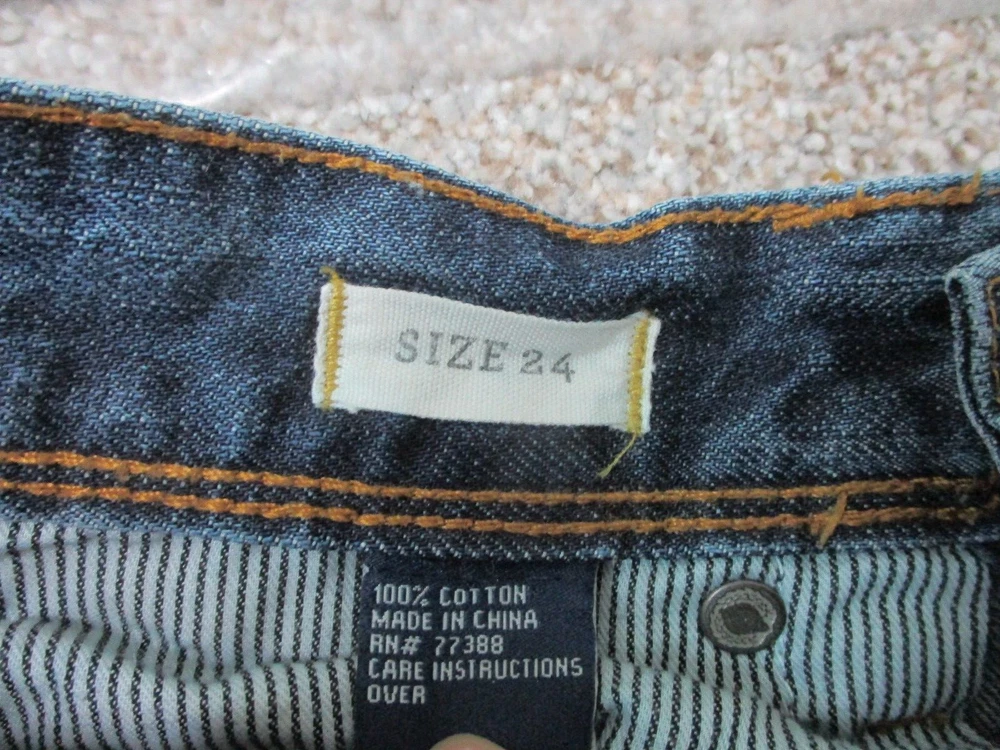 SIZE 24
100% COTTON
MADE IN CHINA
RN# 77388
CARE INSTRUCTIONS
OVER